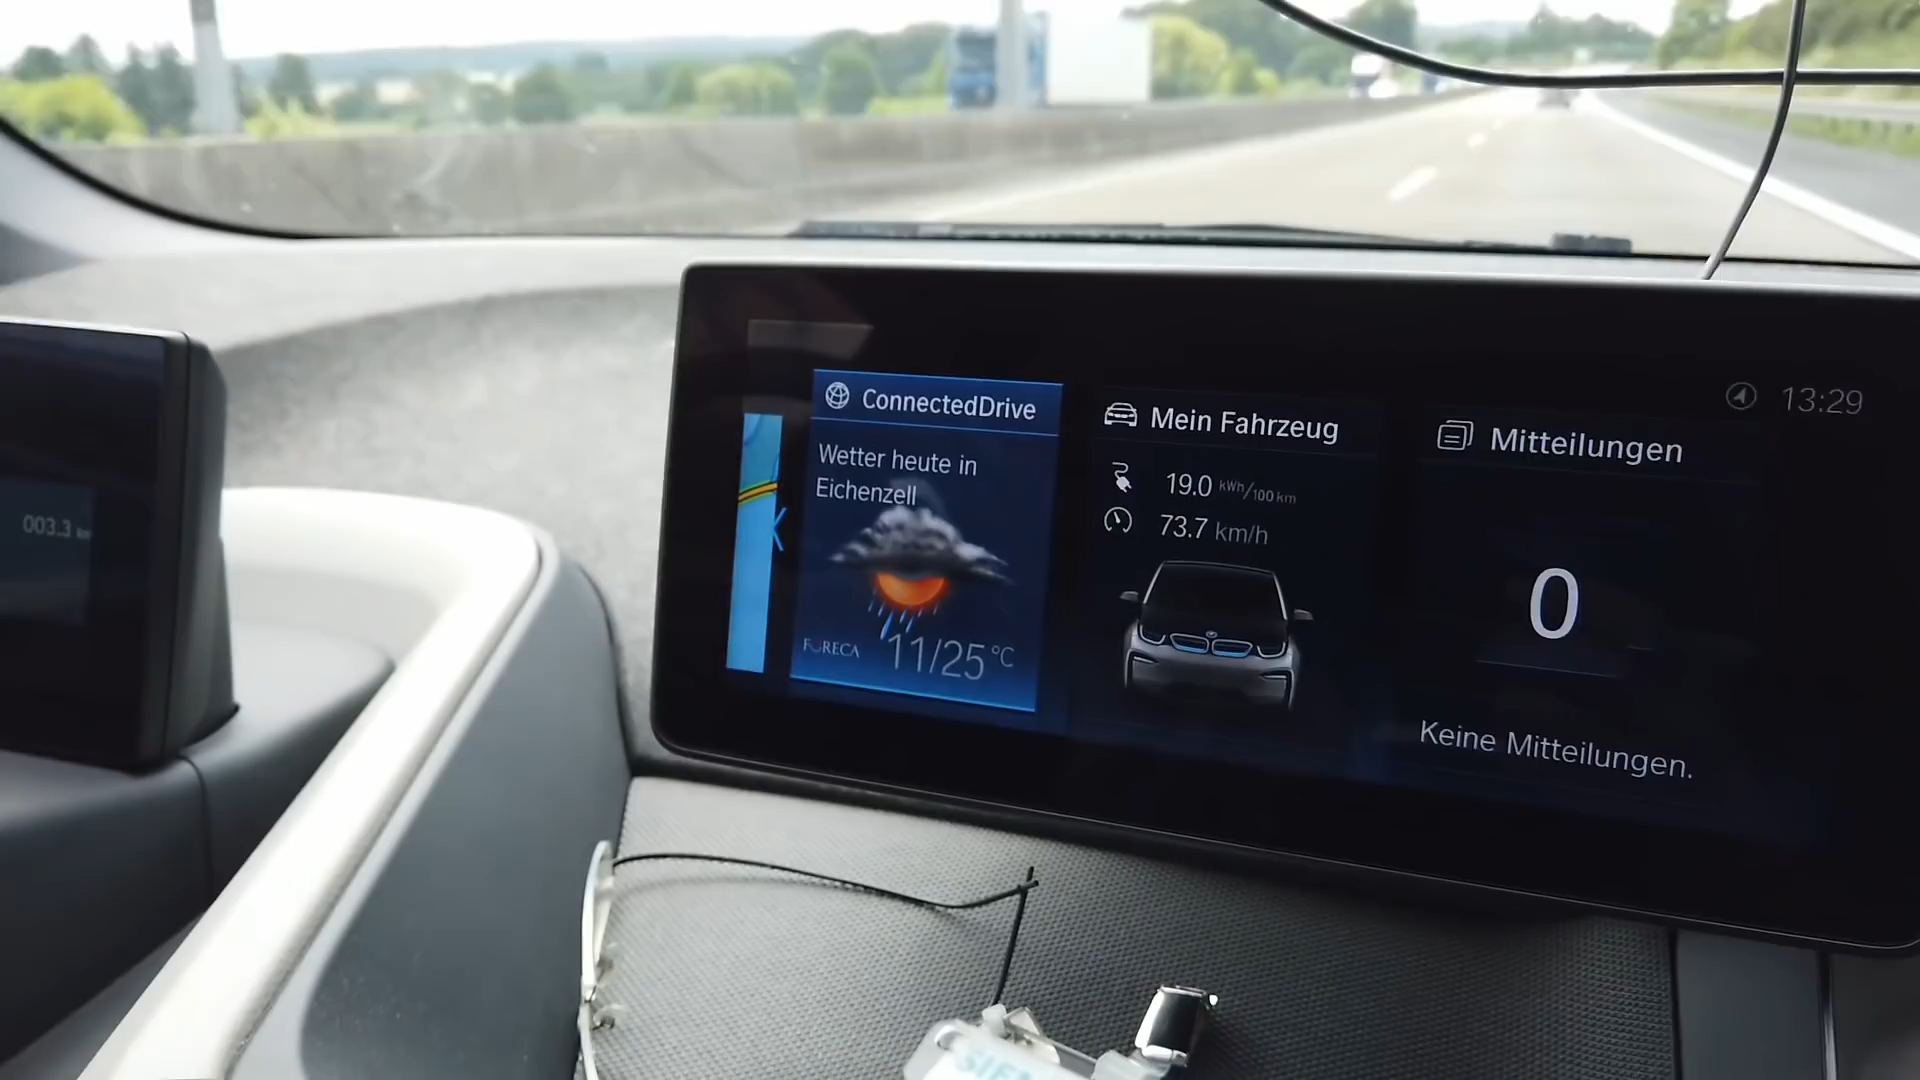 13:29
ConnectedDrive
Wetter heute in
Eichenzell
FORECA 11/25 °C
Mein Fahrzeug
19.0 kWh/100 km
73.7 km/h
Mitteilungen
0
Keine Mitteilungen.
003.3 km